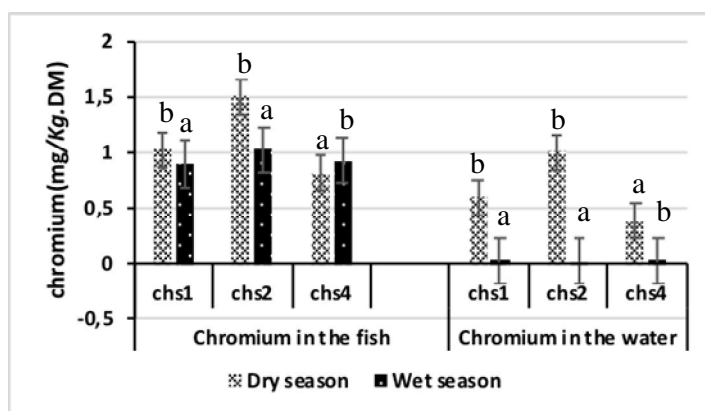 chromium (mg/Kg.DM)
2
1,5
1
0,5
0
-0,5
b a b a a b b a b a a b
chs1 chs2 chs4 chs1 chs2 chs4
Chromium in the fish Chromium in the water
Dry season Wet season